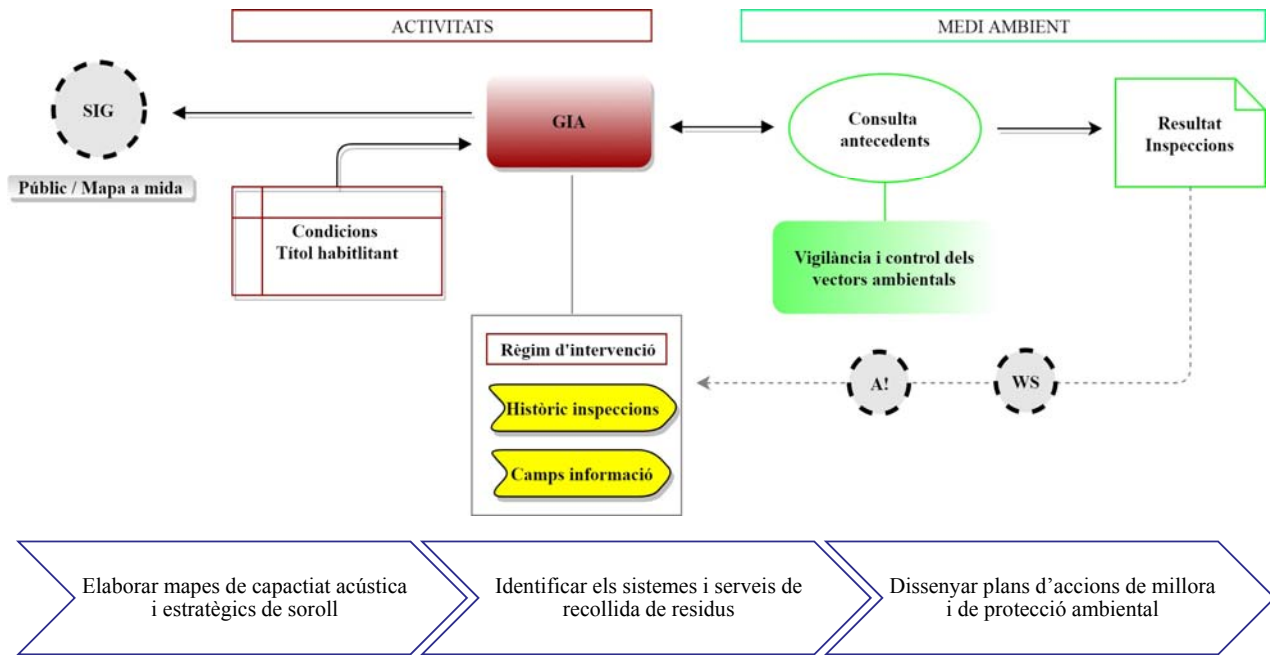 ACTIVITATS
MEDI AMBIENT
SIG
Públic / Mapa a mida
GIA
Condicions
Títol habitlitant
Consulta
antecedents
Resultat
Inspeccions
Vigilància i control dels
vectors ambientals
Règim d'intervenció
Històric inspeccions
Camps informació
A!
WS
Elaborar mapes de capactiat acústica
i estratègics de soroll
Identificar els sistemes i serveis de
recollida de residus
Dissenyar plans d’accions de millora
i de protecció ambiental